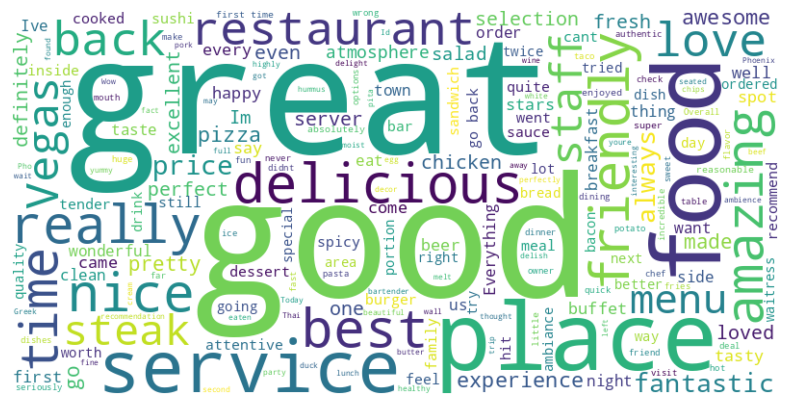 great
good
food
place
service
delicious
restaurant
back
love
friendly
staff
amazing
Vegas
really
nice
time
steak
best
menu
fantastic
experience
loved
cooked
Ive
sushi
first time
wrong
Id
make
pork
selection
order
fresh
awesome
every
even
atmosphere
salad
twice
cant
taco
authentic
Phoenix
found
inside
definitely
enough
Wow
mouth
excellent
happy
town
highly
got
delight
wine
tried
well
dish
check
seated
ordered
spot
thing
enjoyed
chips
hummus
options
sandwich
quite
stars
server
may
go back
went
sauce
white
fact
taste
Im
pizza
say
bar
absolutely
moist
pita
youre
super
Overall
day
flavor
beef
Pho
wait
huge
yummy
price
full
fun
never
didnt
eat
egg
chicken
away
lot
breakfast
always
interesting
sweet
reasonable
recommend
perfect
tender
still
drink
decor
perfectly
bread
come
dining
bacon
incredible
table
ambience
want
made
potato
wonderful
quality
came
clean
pretty
ice
special
spicy
area
portion
beer
right
dinner
meal
Everything
delish
owner
next
chef
side
waitress
far
dessert
fast
pasta
going
Today
bartender
melt
one
burger
us
try
hit
ambiance
buffet
better
fries
quick
Greek
cream
recommendation
eaten
Thai
beautiful
wall
thought
little
way
left
deal
hot
tasty
dishes
worth
fine
attentive
family
trip
friend
visit
first
go
seriously
second
party
duck
lunch
butter
healthy
feel
night